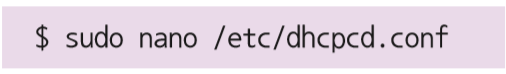 $ sudo nano /etc/dhcpcd.conf